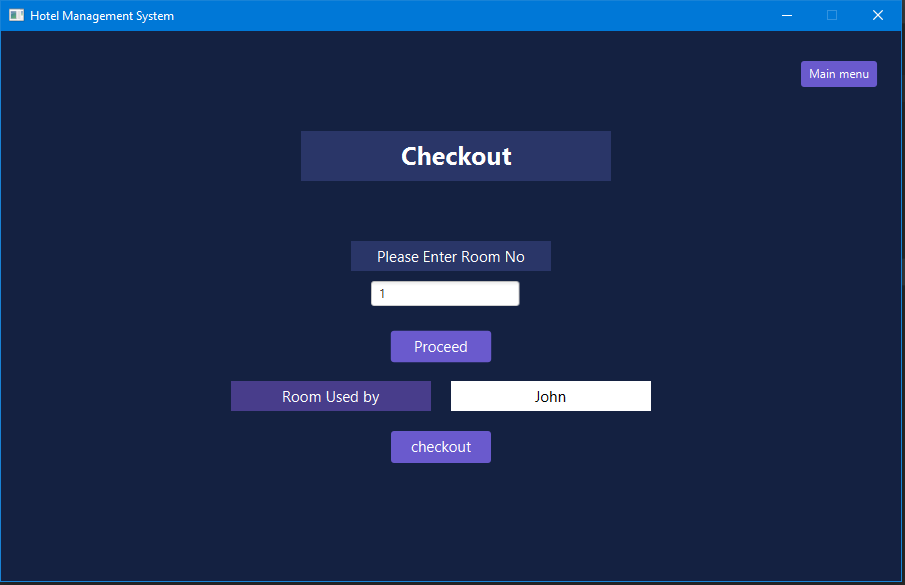 Hotel Management System
Main menu
Checkout
Please Enter Room No
1
Proceed
Room Used by
John
checkout